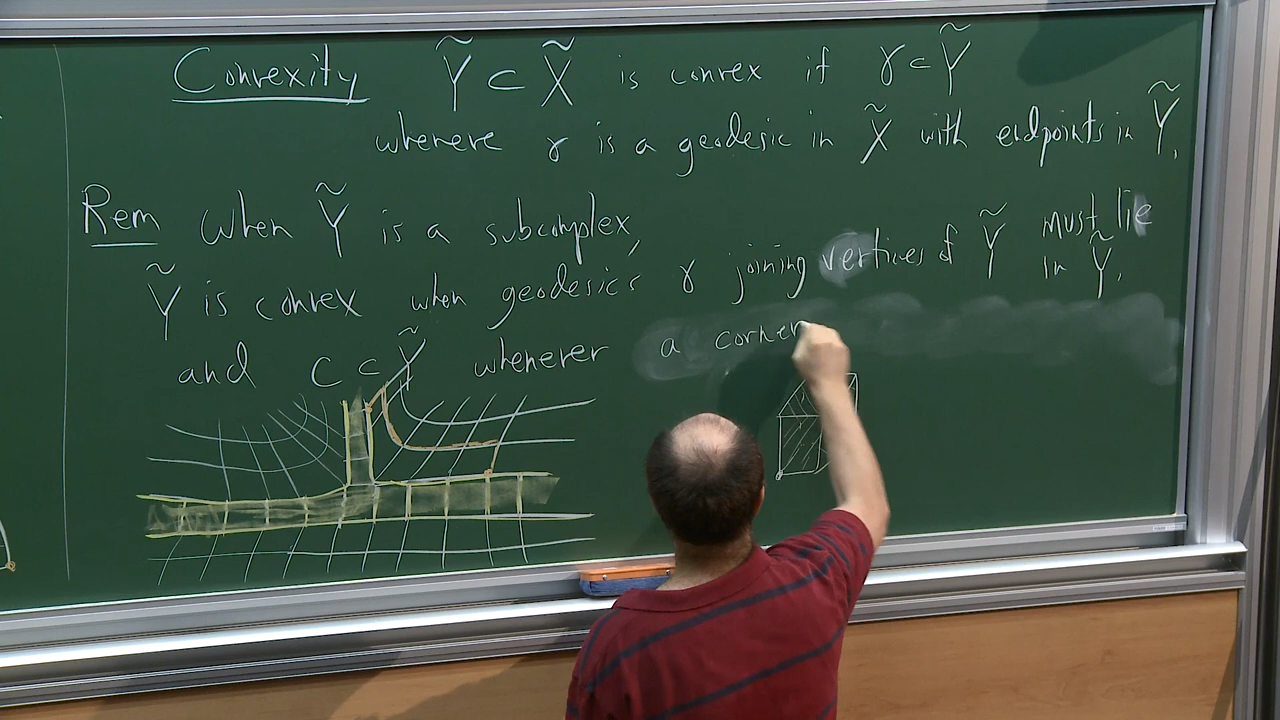 Convexity Ỹ ⊂ X̃ is convex if γ ⊂ Ỹ
whenere γ is a geodesic in X̃ with endpoints in Ỹ,
Rem When Ỹ is a subcomplex,
Ỹ is convex when geodesics γ joining vertices of Ỹ must lie in Ỹ,
and C ⊂ Ỹ whenever a corner